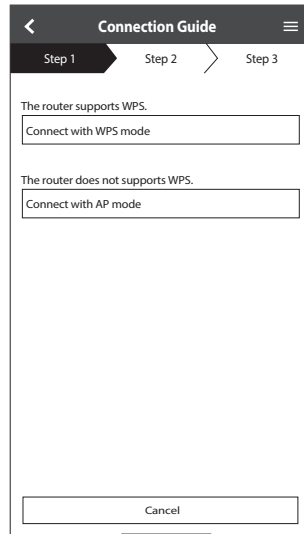 Connection Guide
Step 1
Step 2
Step 3
The router supports WPS.
Connect with WPS mode
The router does not supports WPS.
Connect with AP mode
Cancel